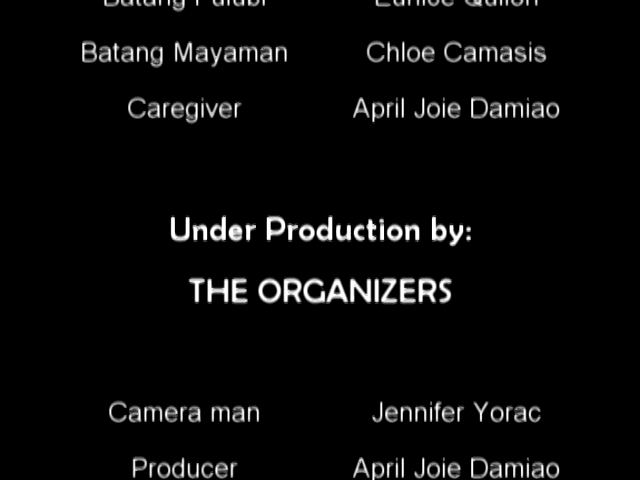 Batang Mayaman Chloe Camasis
Caregiver April Joie Damiao
Under Production by:
THE ORGANIZERS
Camera man Jennifer Yorac
Producer April Joie Damiao